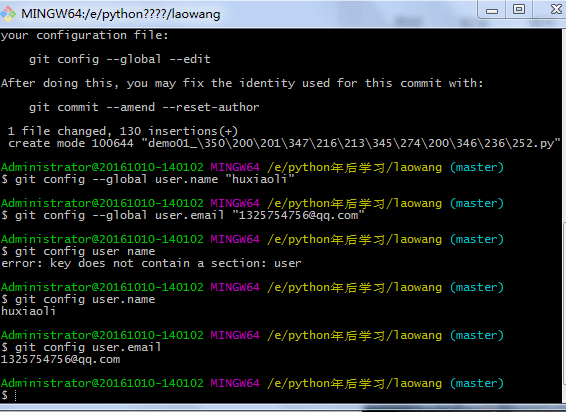 MINGW64:/e/python????/laowang
your configuration file:
git config --global --edit
After doing this, you may fix the identity used for this commit with:
git commit --amend --reset-author
1 file changed, 130 insertions(+)
create mode 100644 "demo01_\350\200\201\347\216\213\345\274\200\346\236\252.py"
Administrator@20161010-140102 MINGW64 /e/python年后学习/laowang (master)
$ git config --global user.name "huxiaoli"
Administrator@20161010-140102 MINGW64 /e/python年后学习/laowang (master)
$ git config --global user.email "1325754756@qq.com"
Administrator@20161010-140102 MINGW64 /e/python年后学习/laowang (master)
$ git config user name
error: key does not contain a section: user
Administrator@20161010-140102 MINGW64 /e/python年后学习/laowang (master)
$ git config user.name
huxiaoli
Administrator@20161010-140102 MINGW64 /e/python年后学习/laowang (master)
$ git config user.email
1325754756@qq.com
Administrator@20161010-140102 MINGW64 /e/python年后学习/laowang (master)
$